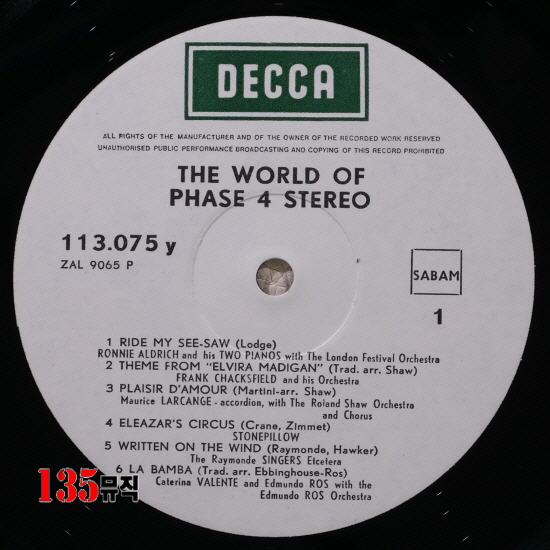 DECCA
ALL RIGHTS OF THE MANUFACTURER AND OF THE OWNER OF THE RECORDED WORK RESERVED
UNAUTHORISED PUBLIC PERFORMANCE BROADCASTING AND COPYING OF THIS RECORD PROHIBITED
THE WORLD OF
PHASE 4 STEREO
113.075 y
ZAL 9065 P
SABAM
1
1 RIDE MY SEE-SAW (Lodge)
RONNIE ALDRICH and his TWO PIANOS with The London Festival Orchestra
2 THEME FROM "ELVIRA MADIGAN" (Trad. arr. Shaw)
FRANK CHACKSFIELD and his Orchestra
3 PLAISIR D'AMOUR (Martini-arr. Shaw)
Maurice LARCANGE - accordion, with The Roland Shaw Orchestra
and Chorus
4 ELEAZAR'S CIRCUS (Crane, Zimmet)
STONEPILLOW
5 WRITTEN ON THE WIND (Raymonde, Hawker)
The Raymonde SINGERS Etcetera
6 LA BAMBA (Trad. arr. Ebbinghouse-Ros)
Caterina VALENTE and Edmundo ROS with the
Edmundo ROS Orchestra
135뮤직